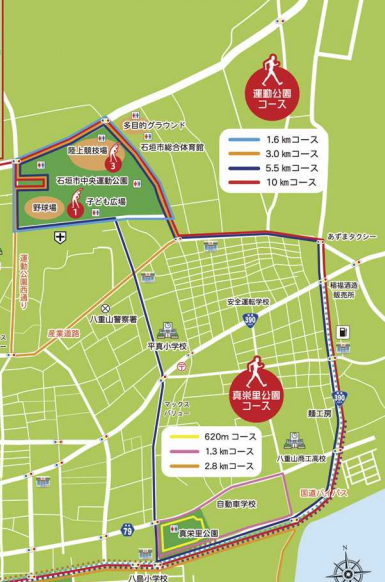 運動公園
コース
1.6 kmコース
3.0 kmコース
5.5 kmコース
10 kmコース
多目的グラウンド
陸上競技場
石垣市総合体育館
3
石垣市中央運動公園
野球場
1
子ども広場
あずまタクシー
運動公園西通り
稲福酒造
販売所
安全運転学校
390
八重山警察署
産業道路
平真小学校
真栄里公園
コース
マックス
バリュー
390
麺工房
620m コース
1.3 kmコース
2.8 kmコース
八重山商工高校
国道バイパス
自動車学校
真栄里公園
79
八島小学校
N